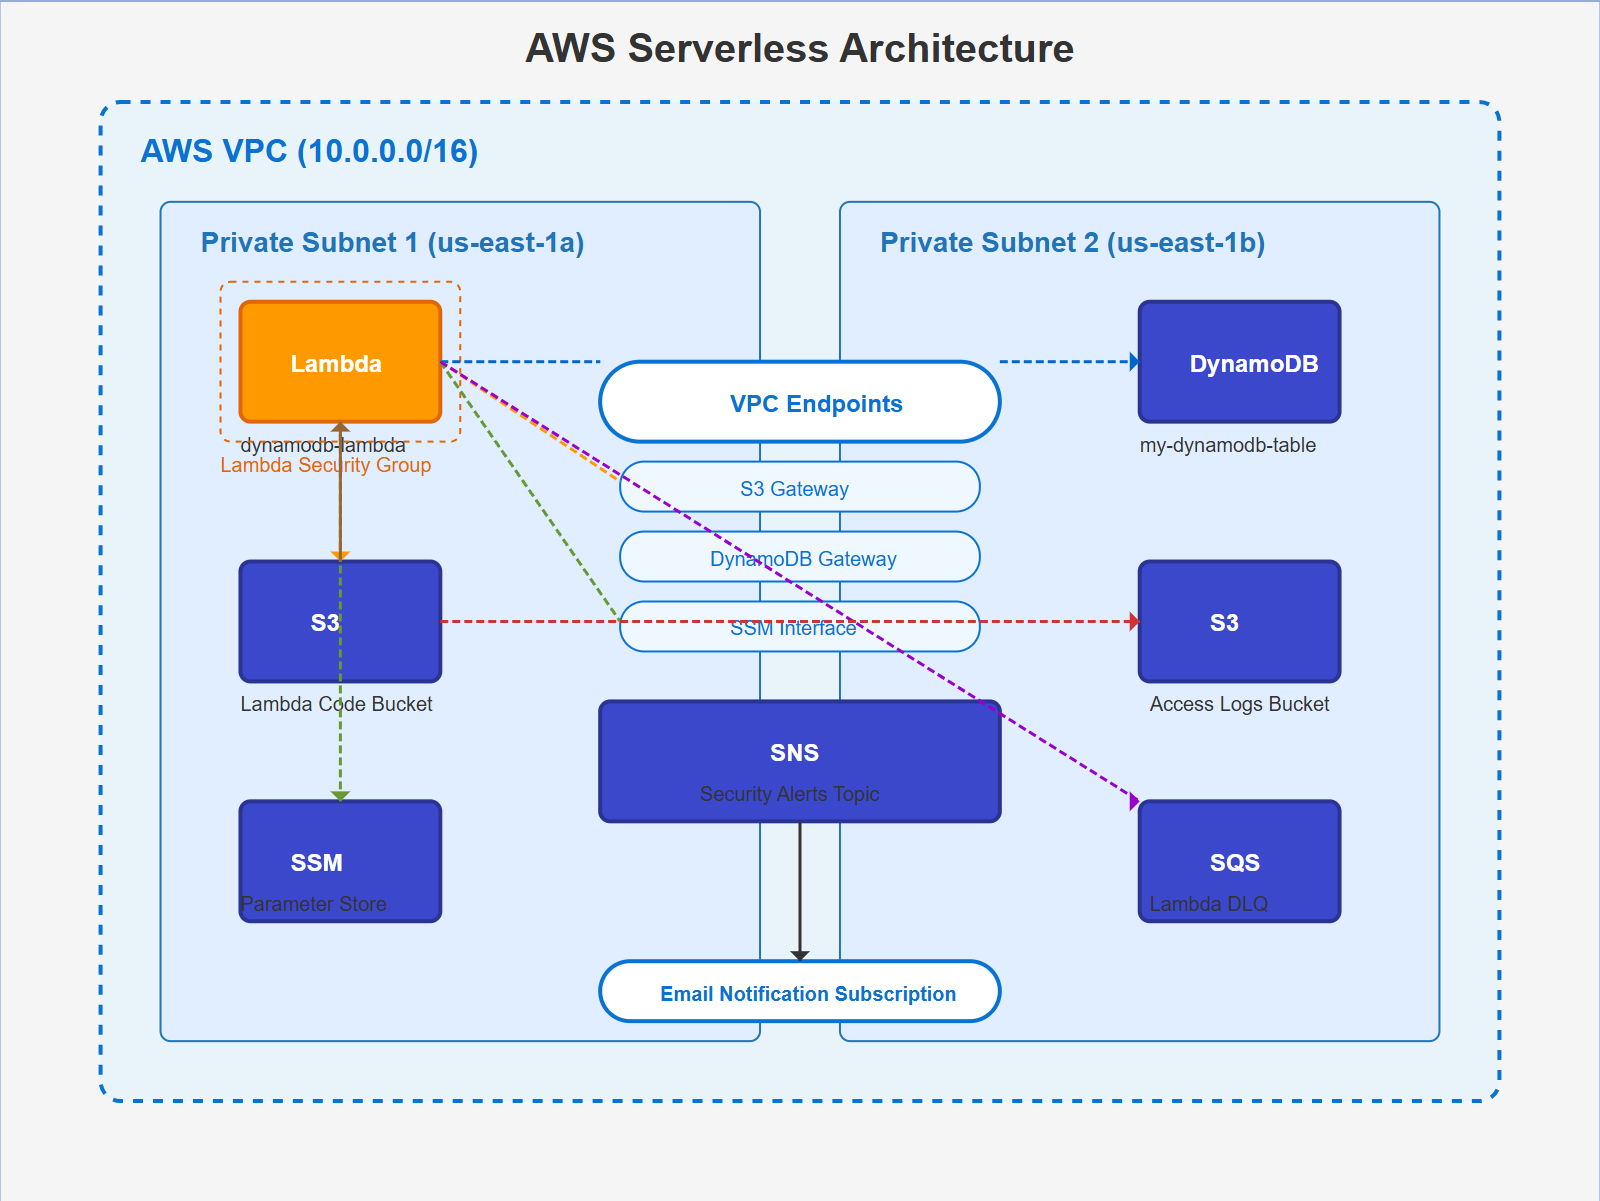 AWS Serverless Architecture
AWS VPC (10.0.0.0/16)
Private Subnet 1 (us-east-1a)
Private Subnet 2 (us-east-1b)
Lambda
dynamodb-lambda
Lambda Security Group
VPC Endpoints
DynamoDB
my-dynamodb-table
S3 Gateway
DynamoDB Gateway
SSM Interface
S3
Lambda Code Bucket
S3
Access Logs Bucket
SNS
Security Alerts Topic
SSM
Parameter Store
SQS
Lambda DLQ
Email Notification Subscription